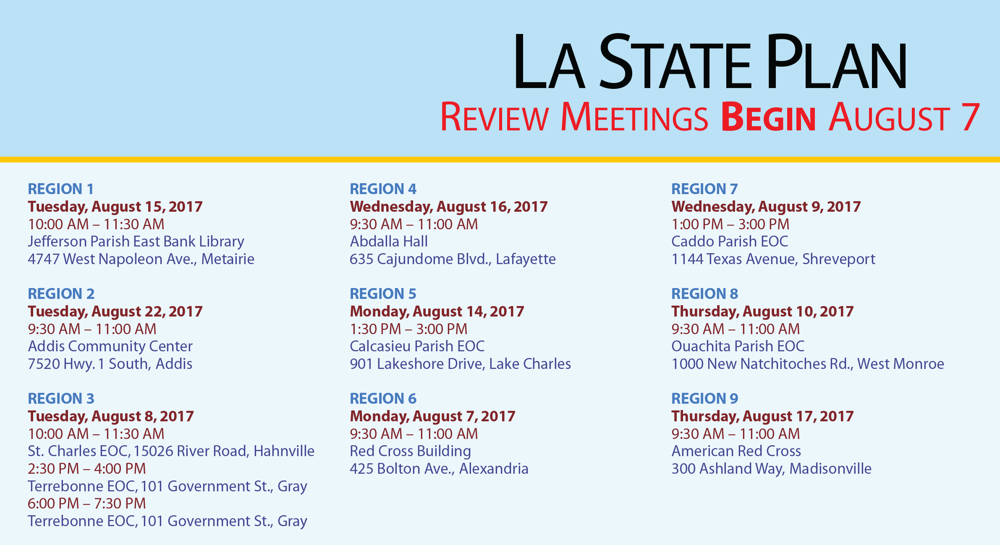 LA STATE PLAN
REVIEW MEETINGS BEGIN AUGUST 7
REGION 1
Tuesday, August 15, 2017
10:00 AM – 11:30 AM
Jefferson Parish East Bank Library
4747 West Napoleon Ave., Metairie
REGION 2
Tuesday, August 22, 2017
9:30 AM – 11:00 AM
Addis Community Center
7520 Hwy. 1 South, Addis
REGION 3
Tuesday, August 8, 2017
10:00 AM – 11:30 AM
St. Charles EOC, 15026 River Road, Hahnville
2:30 PM – 4:00 PM
Terrebonne EOC, 101 Government St., Gray
6:00 PM – 7:30 PM
Terrebonne EOC, 101 Government St., Gray
REGION 4
Wednesday, August 16, 2017
9:30 AM – 11:00 AM
Abdalla Hall
635 Cajundome Blvd., Lafayette
REGION 5
Monday, August 14, 2017
1:30 PM – 3:00 PM
Calcasieu Parish EOC
901 Lakeshore Drive, Lake Charles
REGION 6
Monday, August 7, 2017
9:30 AM – 11:00 AM
Red Cross Building
425 Bolton Ave., Alexandria
REGION 7
Wednesday, August 9, 2017
1:00 PM – 3:00 PM
Caddo Parish EOC
1144 Texas Avenue, Shreveport
REGION 8
Thursday, August 10, 2017
9:30 AM – 11:00 AM
Ouachita Parish EOC
1000 New Natchitoches Rd., West Monroe
REGION 9
Thursday, August 17, 2017
9:30 AM – 11:00 AM
American Red Cross
300 Ashland Way, Madisonville